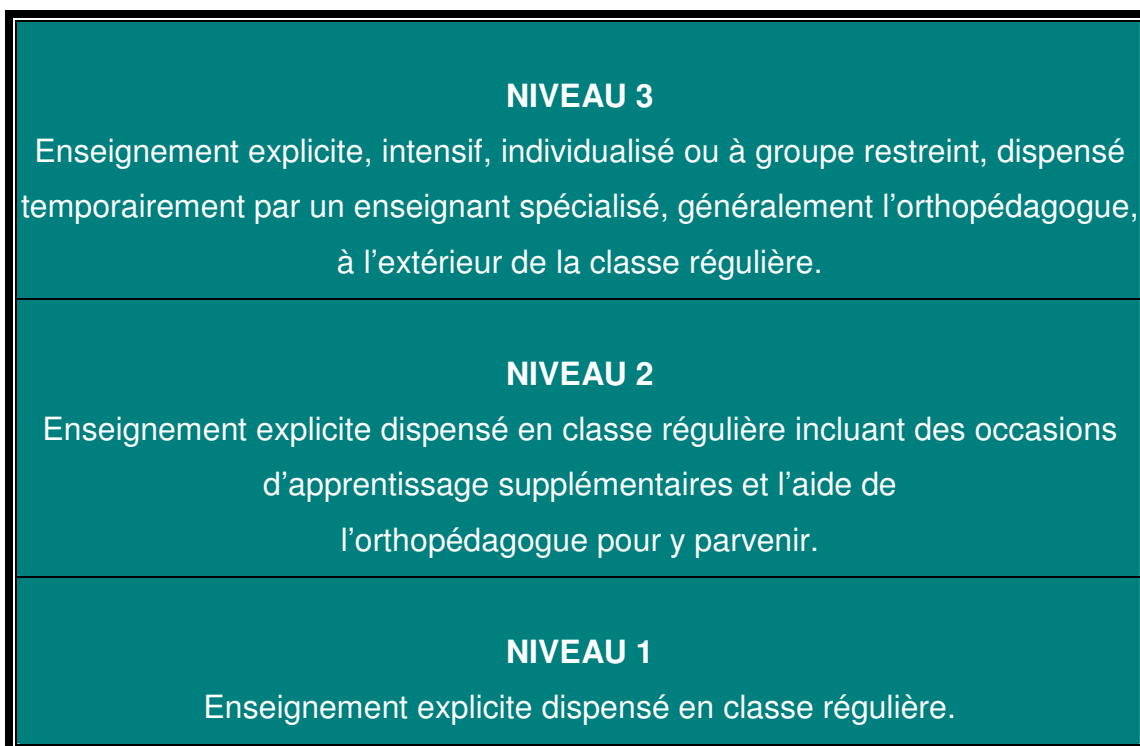 NIVEAU 3
Enseignement explicite, intensif, individualisé ou à groupe restreint, dispensé
temporairement par un enseignant spécialisé, généralement l’orthopédagogue,
à l’extérieur de la classe régulière.
NIVEAU 2
Enseignement explicite dispensé en classe régulière incluant des occasions
d’apprentissage supplémentaires et l’aide de
l’orthopédagogue pour y parvenir.
NIVEAU 1
Enseignement explicite dispensé en classe régulière.